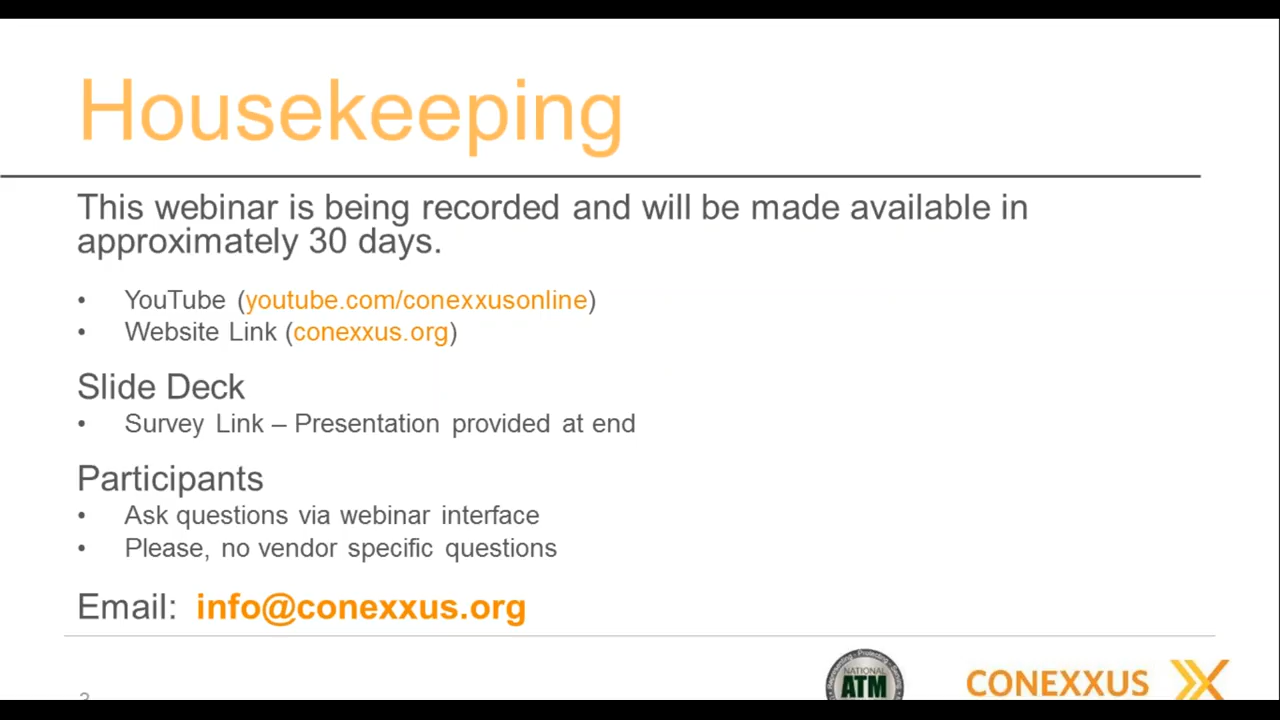 Housekeeping
This webinar is being recorded and will be made available in
approximately 30 days.
• YouTube (youtube.com/conexxusonline)
• Website Link (conexxus.org)
Slide Deck
• Survey Link – Presentation provided at end
Participants
• Ask questions via webinar interface
• Please, no vendor specific questions
Email: info@conexxus.org
NATIONAL
ATM
CONEXXUS